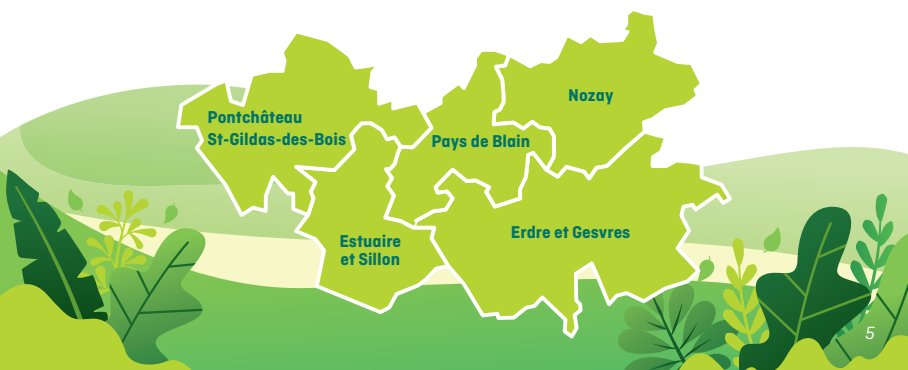 Nozay
Pontchâteau
St-Gildas-des-Bois
Pays de Blain
Erdre et Gesvres
Estuaire
et Sillon
5